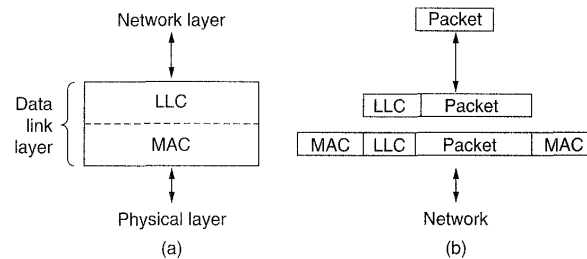 Network layer
Data
link
layer
LLC
MAC
Physical layer
(a)
Packet
LLC Packet
MAC LLC Packet MAC
Network
(b)